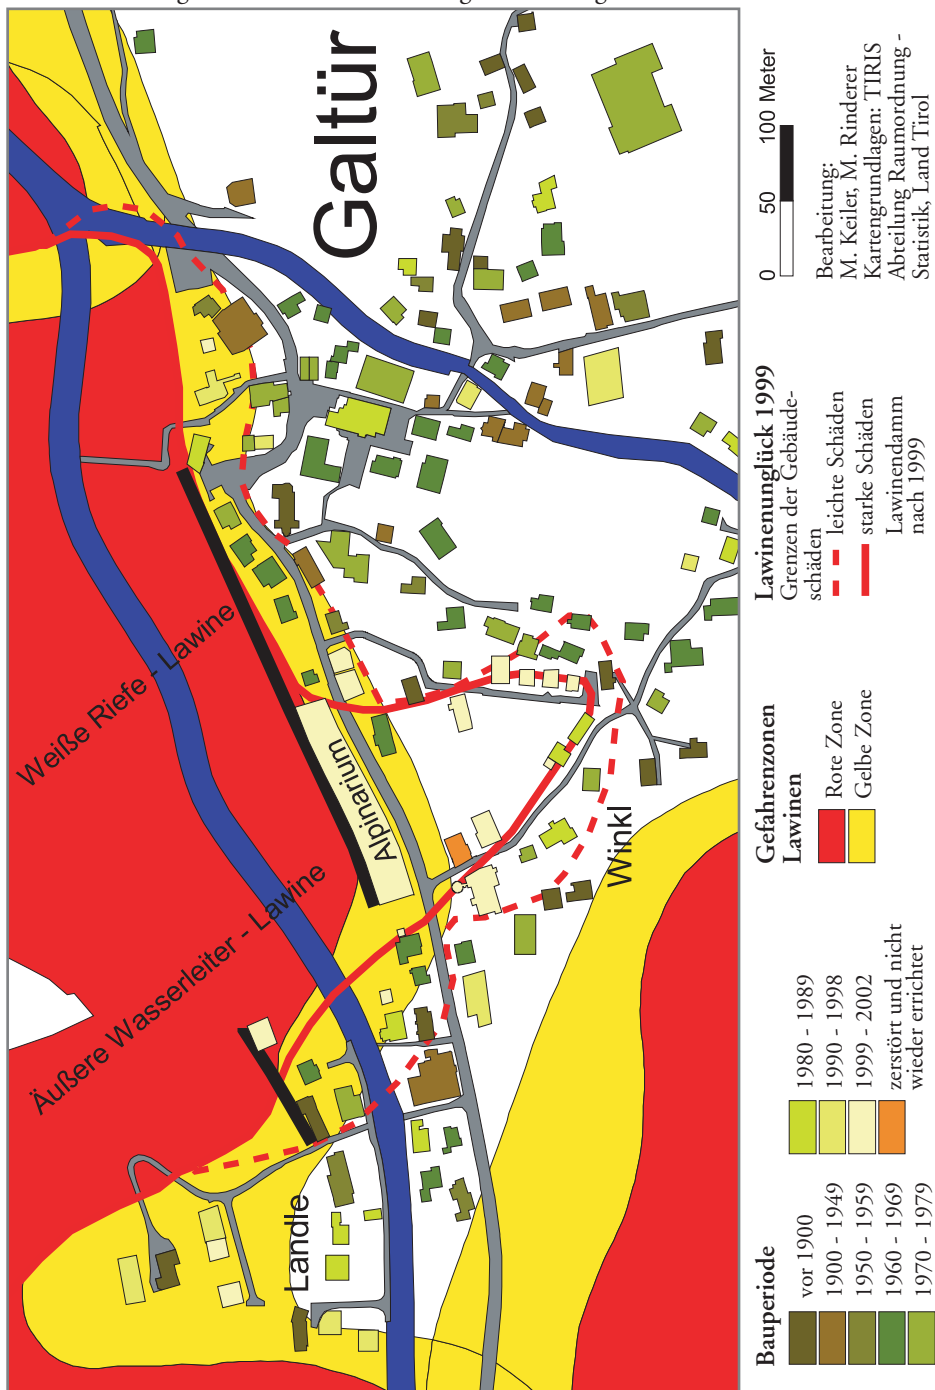 Galtür
Weiße Riefe - Lawine
Äußere Wasserleiter - Lawine
Alpinarium
Landle
Winkl
Bauperiode
vor 1900
1900 - 1949
1950 - 1959
1960 - 1969
1970 - 1979
1980 - 1989
1990 - 1998
1999 - 2002
zerstört und nicht
wieder errichtet
Gefahrenzonen
Lawinen
Rote Zone
Gelbe Zone
Lawinenunglück 1999
Grenzen der Gebäude-
schäden
leichte Schäden
starke Schäden
Lawinendamm
nach 1999
0 50 100 Meter
Bearbeitung:
M. Keiler, M. Rinderer
Kartengrundlagen: TIRIS
Abteilung Raumordnung -
Statistik, Land Tirol